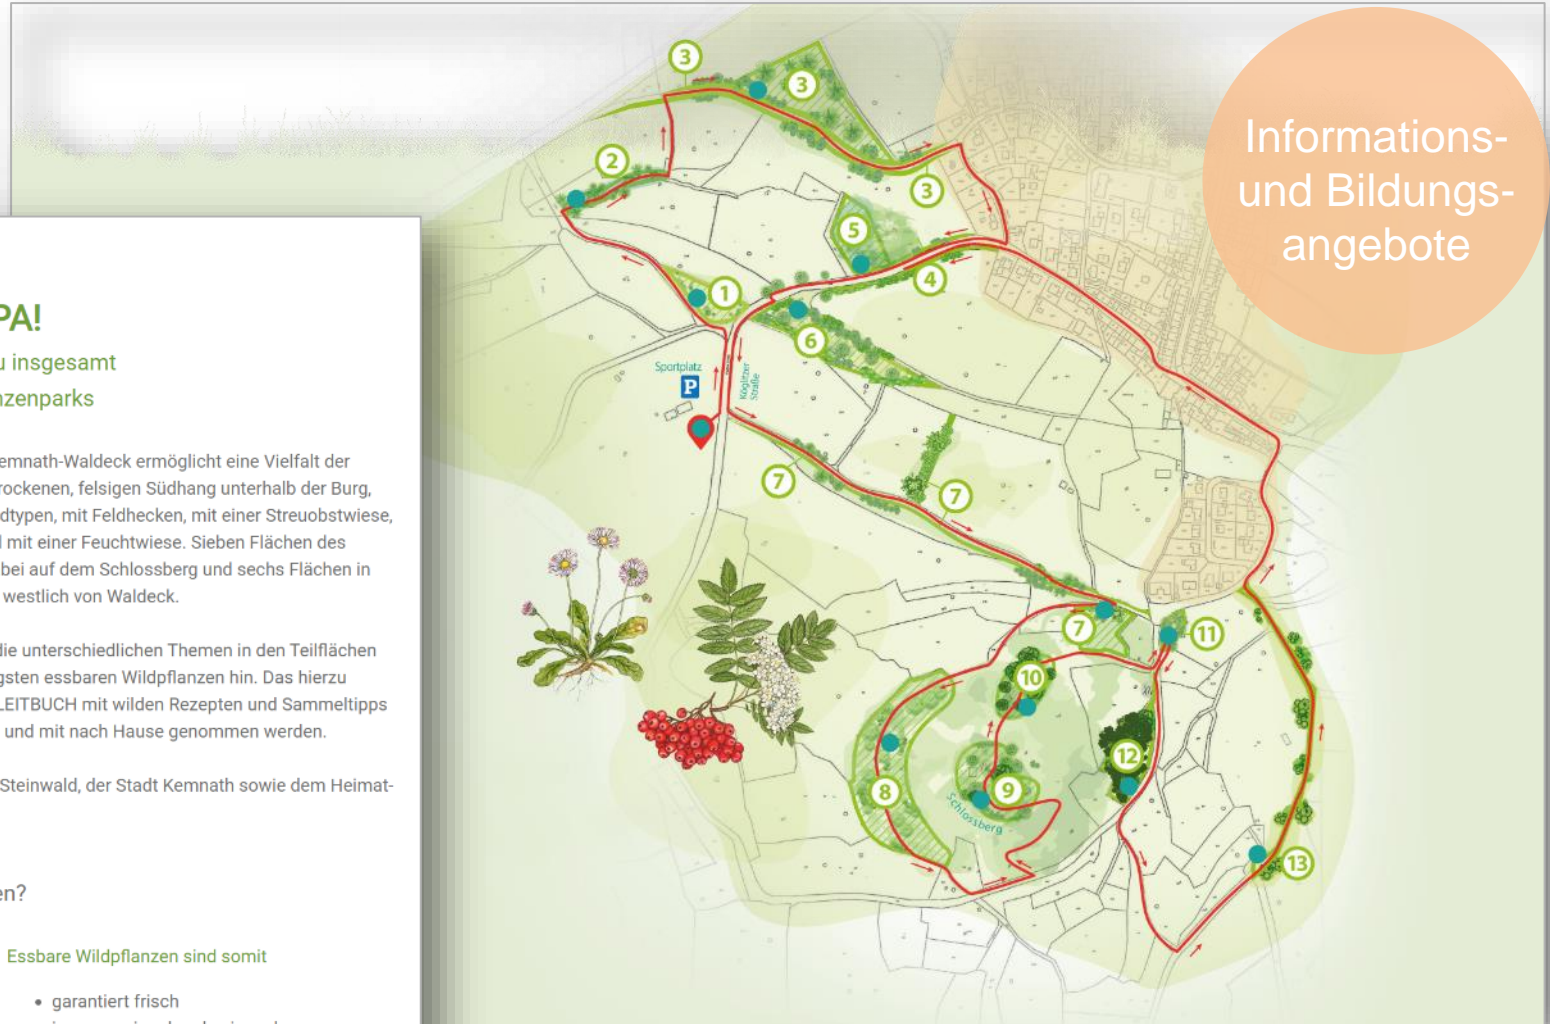 Informations-
und Bildungs-
angebote
PA!
u insgesamt
nzenparks
emnath-Waldeck ermöglicht eine Vielfalt der
rockenen, felsigen Südhang unterhalb der Burg,
dtypen, mit Feldhecken, mit einer Streuobstwiese,
l mit einer Feuchtwiese. Sieben Flächen des
bei auf dem Schlossberg und sechs Flächen in
westlich von Waldeck.
die unterschiedlichen Themen in den Teilflächen
gsten essbaren Wildpflanzen hin. Das hierzu
LEITBUCH mit wilden Rezepten und Sammeltipps
und mit nach Hause genommen werden.
Steinwald, der Stadt Kemnath sowie dem Heimat-
en?
Essbare Wildpflanzen sind somit
• garantiert frisch
3
3
2
3
5
4
1
6
Sportplatz
P
Köglitzer
Straße
7
7
7
11
10
12
8
9
Schlossberg
13